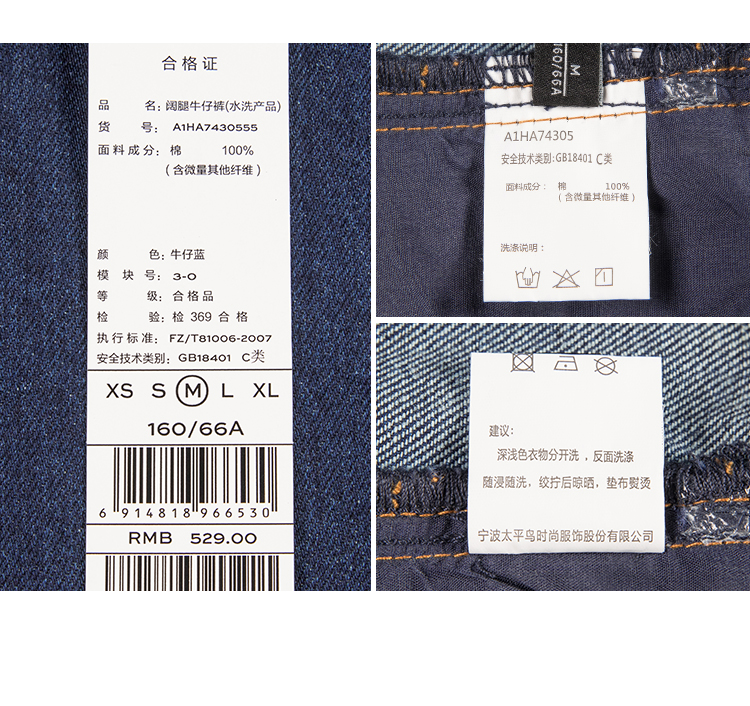 合格证
品 名: 阔腿牛仔裤(水洗产品)
货 号: A1HA7430555
面料成分: 棉 100%
(含微量其他纤维)
颜 色: 牛仔蓝
模 块 号: 3-0
等 级: 合格品
检 验: 检 369 合 格
执行标准: FZ/T81006-2007
安全技术类别: GB18401 C类
XS S M L XL
160/66A
6 914818 966530
RMB 529.00
M
160/66A
A1HA74305
安全技术类别:GB18401 C类
面料成分: 棉 100%
(含微量其他纤维)
洗涤说明:
建议:
深浅色衣物分开洗,反面洗涤
随浸随洗,绞拧后晾晒,垫布熨烫
宁波太平鸟时尚服饰股份有限公司